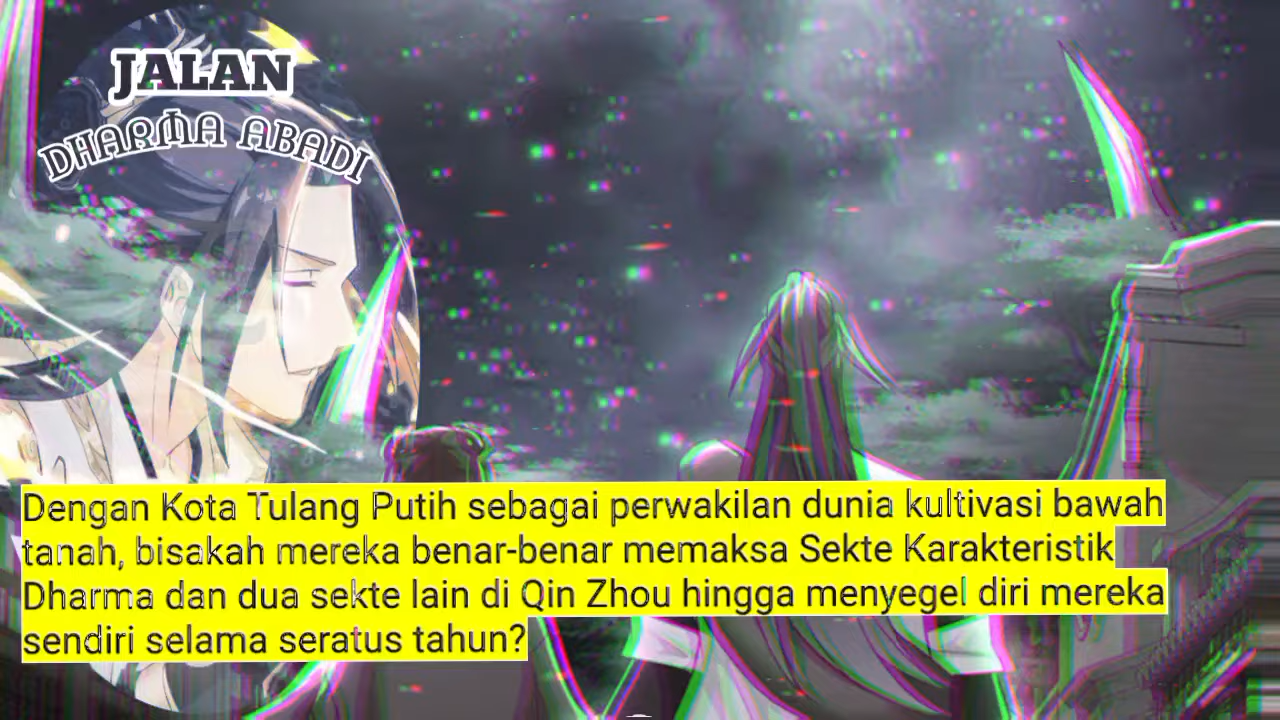 JALAN
DHARMA ABADI
Dengan Kota Tulang Putih sebagai perwakilan dunia kultivasi bawah
tanah, bisakah mereka benar-benar memaksa Sekte Karakteristik
Dharma dan dua sekte lain di Qin Zhou hingga menyegel diri mereka
sendiri selama seratus tahun?